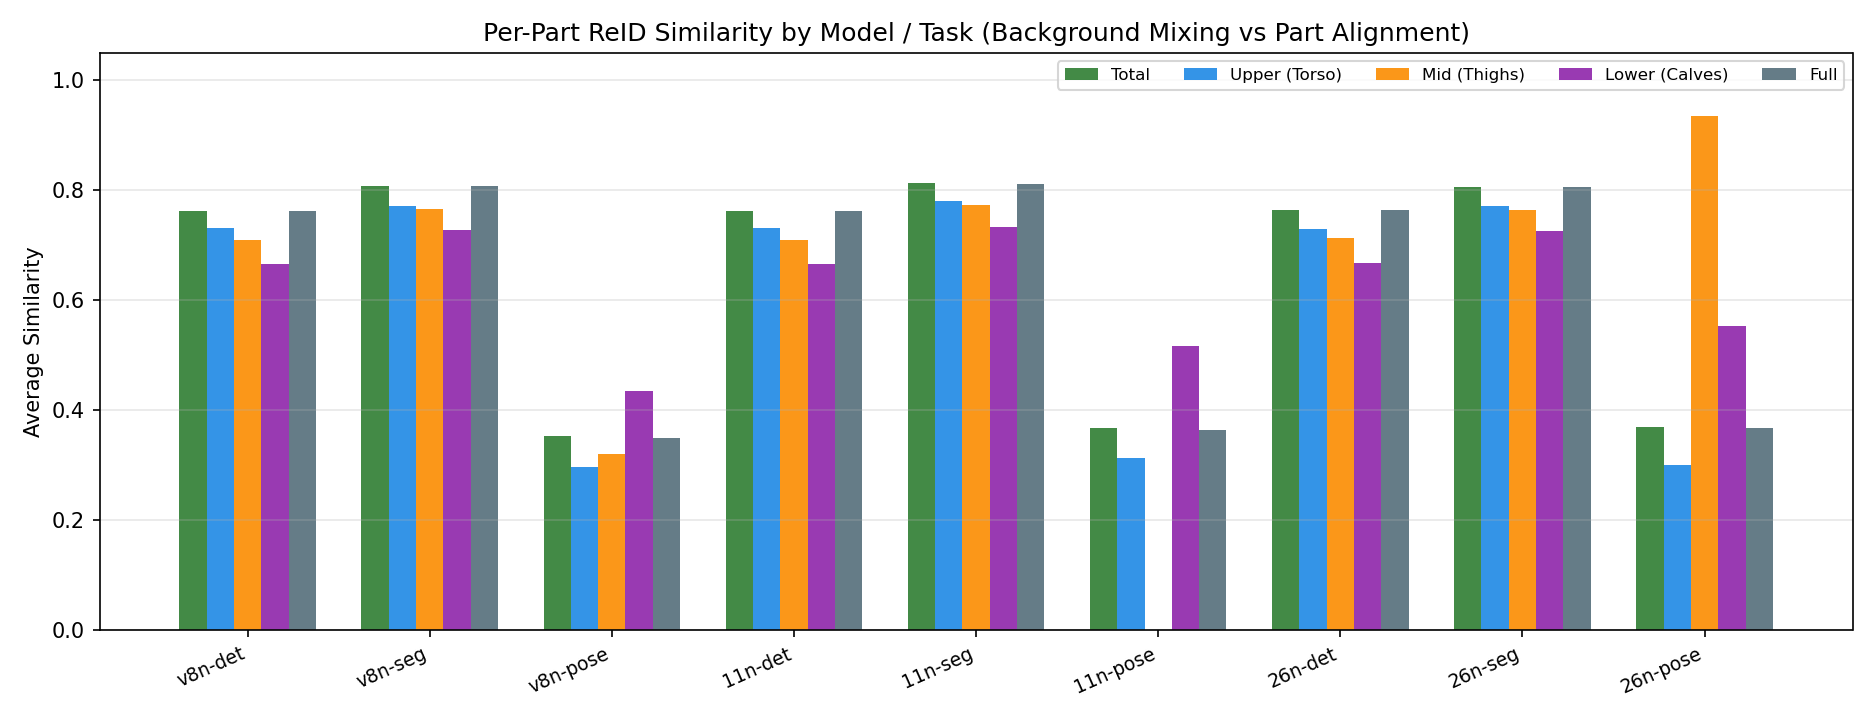 Per-Part ReID Similarity by Model / Task (Background Mixing vs Part Alignment)
Total Upper (Torso) Mid (Thighs) Lower (Calves) Full
Average Similarity
1.0
0.8
0.6
0.4
0.2
0.0
v8n-det v8n-seg v8n-pose 11n-det 11n-seg 11n-pose 26n-det 26n-seg 26n-pose